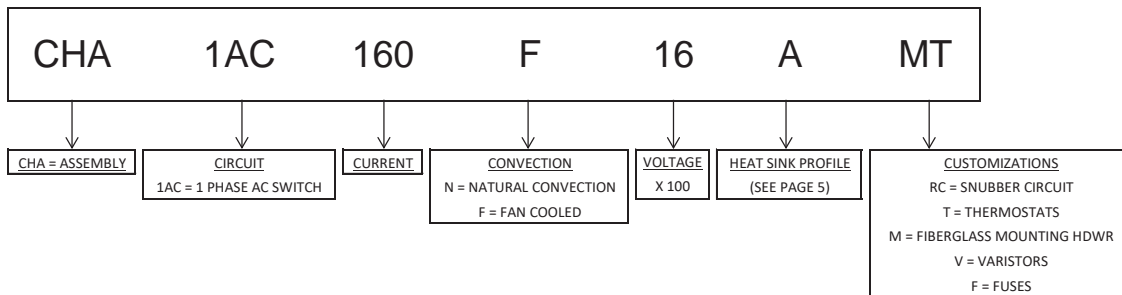 CHA 1AC 160 F 16 A MT
CHA = ASSEMBLY
CIRCUIT
1AC = 1 PHASE AC SWITCH
CURRENT
CONVECTION
N = NATURAL CONVECTION
F = FAN COOLED
VOLTAGE
X 100
HEAT SINK PROFILE
(SEE PAGE 5)
CUSTOMIZATIONS
RC = SNUBBER CIRCUIT
T = THERMOSTATS
M = FIBERGLASS MOUNTING HDWR
V = VARISTORS
F = FUSES